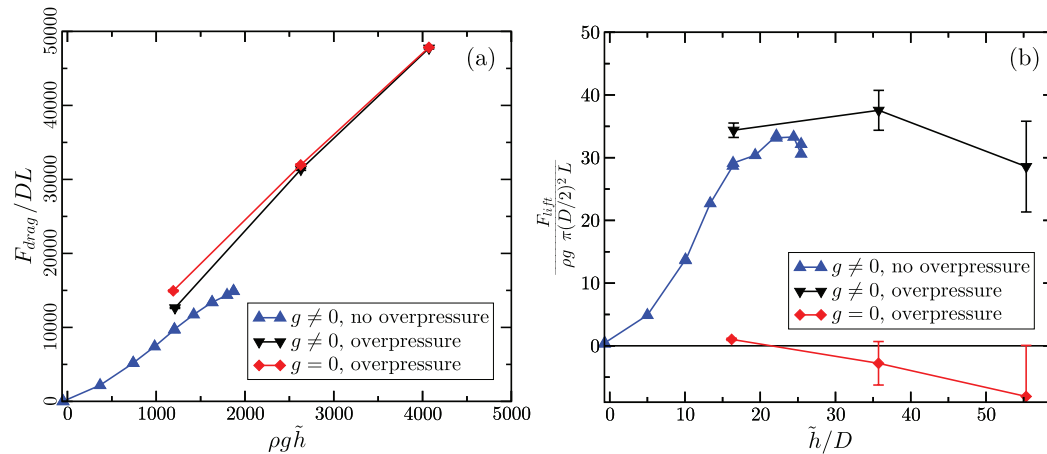 (a)
F_drag/DL
50000
40000
30000
20000
10000
0
0 1000 2000 3000 4000 5000
ρgh̃
g ≠ 0, no overpressure
g ≠ 0, overpressure
g = 0, overpressure
(b)
F_lift
ρg π(D/2)² L
50
40
30
20
10
0
0 10 20 30 40 50
h̃/D
g ≠ 0, no overpressure
g ≠ 0, overpressure
g = 0, overpressure